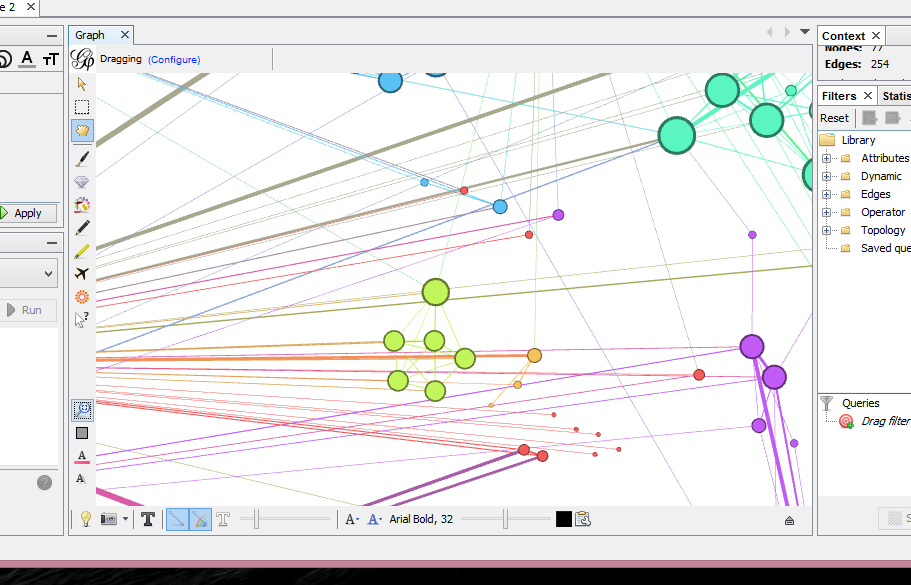 e 2
Graph
Context
Dragging (Configure)
Nodes: 77
Edges: 254
A TT
Filters Statis
Reset
Library
Attributes
Dynamic
Edges
Operator
Topology
Saved que
Apply
Run
Queries
Drag filter
A
A
T T A- A- Arial Bold, 32
S